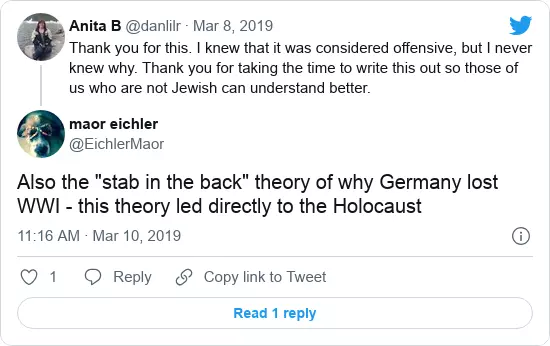 Anita B @danlilr · Mar 8, 2019
Thank you for this. I knew that it was considered offensive, but I never
knew why. Thank you for taking the time to write this out so those of
us who are not Jewish can understand better.
maor eichler
@EichlerMaor
Also the "stab in the back" theory of why Germany lost
WWI - this theory led directly to the Holocaust
11:16 AM · Mar 10, 2019
1 Reply Copy link to Tweet
Read 1 reply